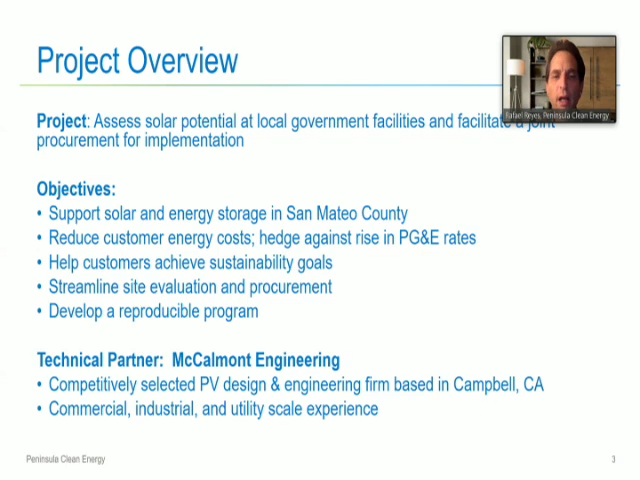 Project Overview
Rafael Reyes, Peninsula Clean Energy
Project: Assess solar potential at local government facilities and facilitate a joint
procurement for implementation
Objectives:
• Support solar and energy storage in San Mateo County
• Reduce customer energy costs; hedge against rise in PG&E rates
• Help customers achieve sustainability goals
• Streamline site evaluation and procurement
• Develop a reproducible program
Technical Partner: McCalmont Engineering
• Competitively selected PV design & engineering firm based in Campbell, CA
• Commercial, industrial, and utility scale experience
Peninsula Clean Energy
3